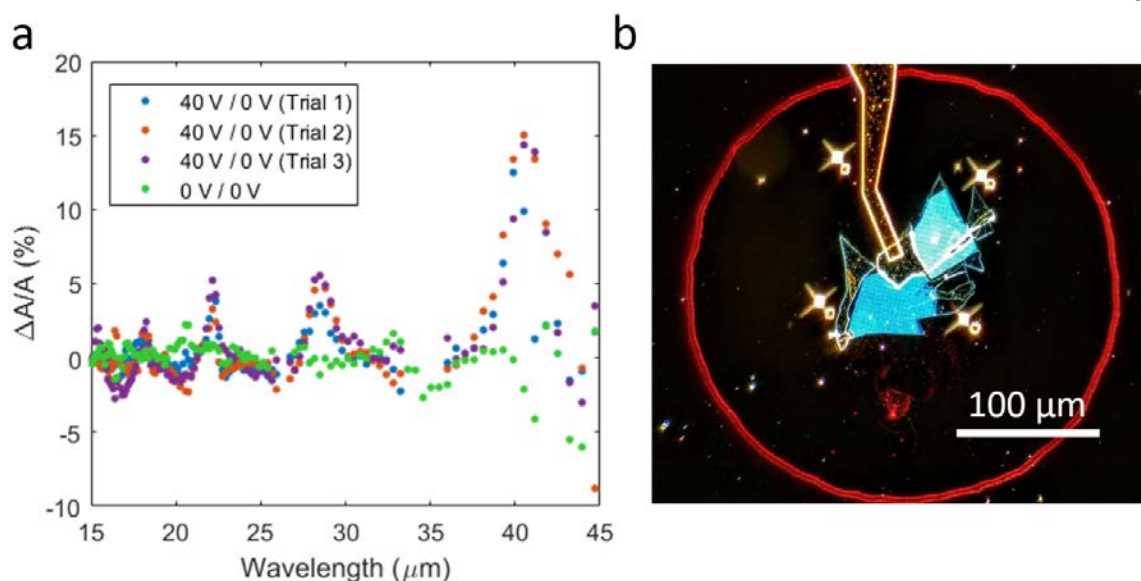 a
b
20
15
10
5
0
-5
-10
ΔA/A (%)
40 V / 0 V (Trial 1)
40 V / 0 V (Trial 2)
40 V / 0 V (Trial 3)
0 V / 0 V
15 20 25 30 35 40 45
Wavelength (μm)
100 μm